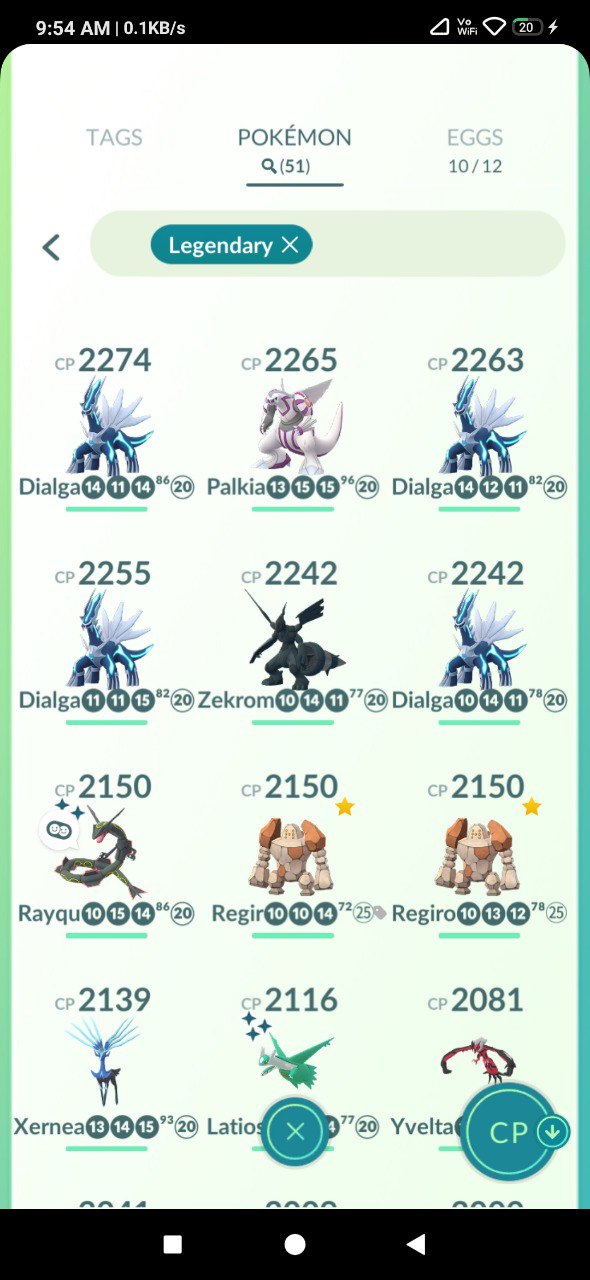 9:54 AM | 0.1KB/s Vo WiFi 20
TAGS POKÉMON EGGS
(51) 10 / 12
Legendary ×
CP 2274 CP 2265 CP 2263
Dialga 14 11 14 86 20 Palkia 13 15 15 96 20 Dialga 14 12 11 82 20
CP 2255 CP 2242 CP 2242
Dialga 11 11 15 82 20 Zekrom 10 14 11 77 20 Dialga 10 14 11 78 20
CP 2150 CP 2150 CP 2150
Rayqu 10 15 14 86 20 Regir 10 10 14 72 25 Regiro 10 13 12 78 25
CP 2139 CP 2116 CP 2081
Xernea 13 14 15 93 20 Latios 77 20 Yvelta
CP